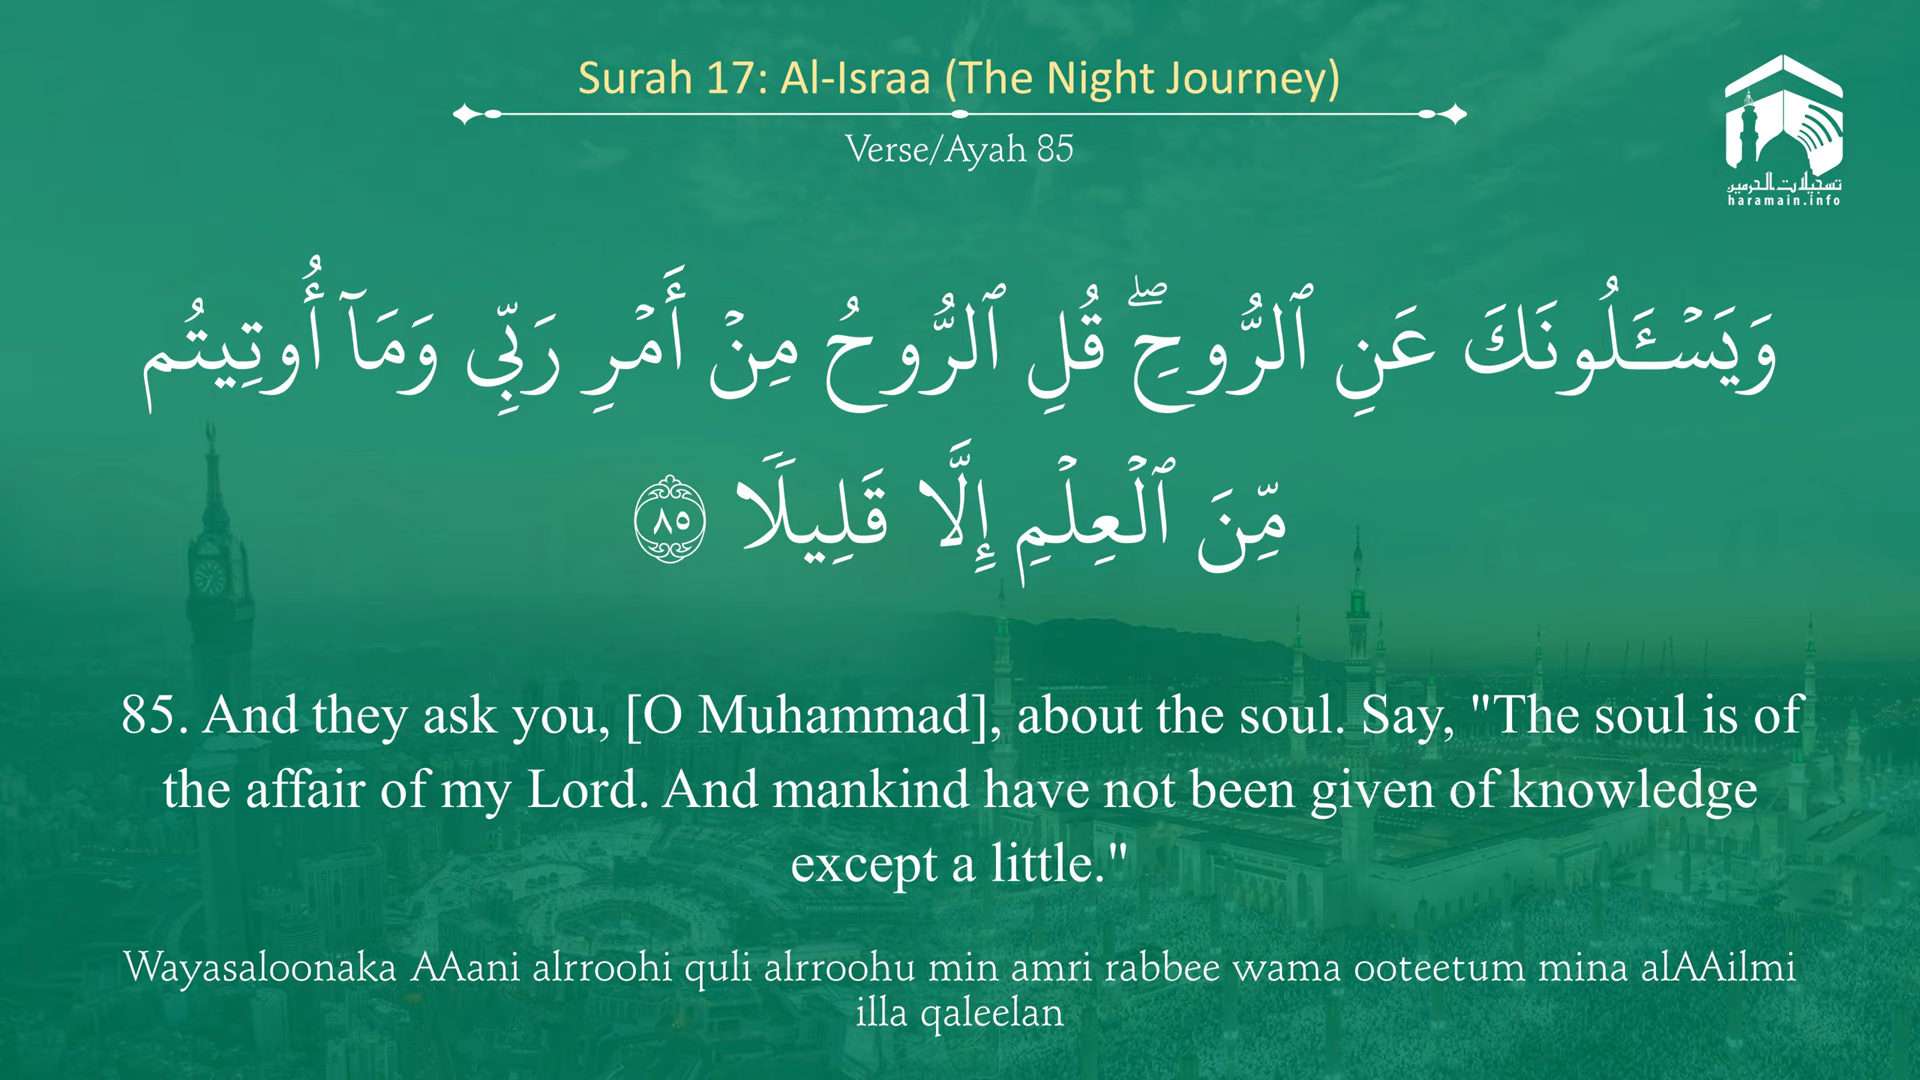 Surah 17: Al-Israa (The Night Journey)
Verse/Ayah 85
تسجيلات الحرمين
haramain.info
وَيَسۡـَٔلُونَكَ عَنِ ٱلرُّوحِۖ قُلِ ٱلرُّوحُ مِنۡ أَمۡرِ رَبِّي وَمَآ أُوتِيتُم
مِّنَ ٱلۡعِلۡمِ إِلَّا قَلِيلٗا ٨٥
85. And they ask you, [O Muhammad], about the soul. Say, "The soul is of
the affair of my Lord. And mankind have not been given of knowledge
except a little."
Wayasaloonaka AAani alrroohi quli alrroohu min amri rabbee wama ooteetum mina alAAilmi
illa qaleelan